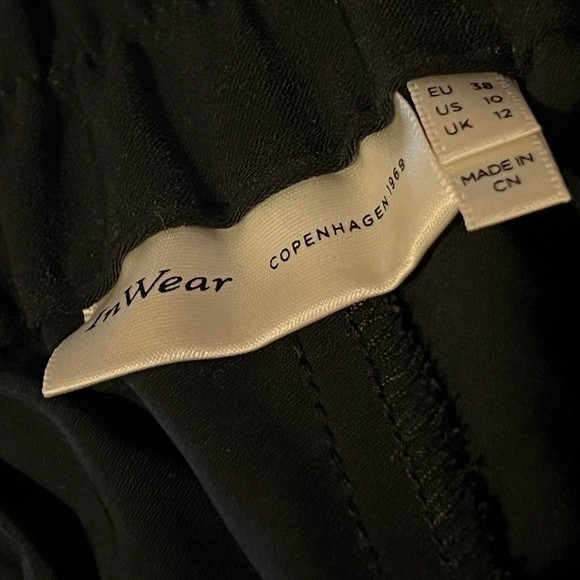 InWear
COPENHAGEN 1969
EU 38
US 10
UK 12
MADE IN
CN